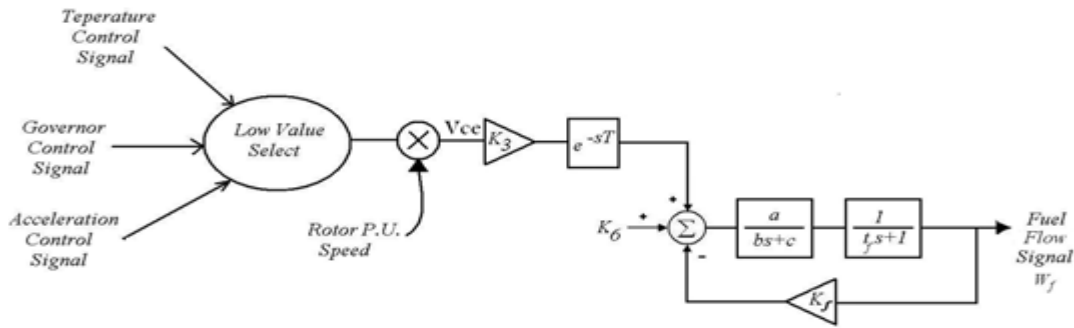 Teperature
Control
Signal
Governor
Control
Signal
Acceleration
Control
Signal
Low Value
Select
×
Rotor P.U.
Speed
Vce
K3
e -sT
K6
+
+
-
Σ
a
bs+c
1
tfs+1
Kf
Fuel
Flow
Signal
Wf